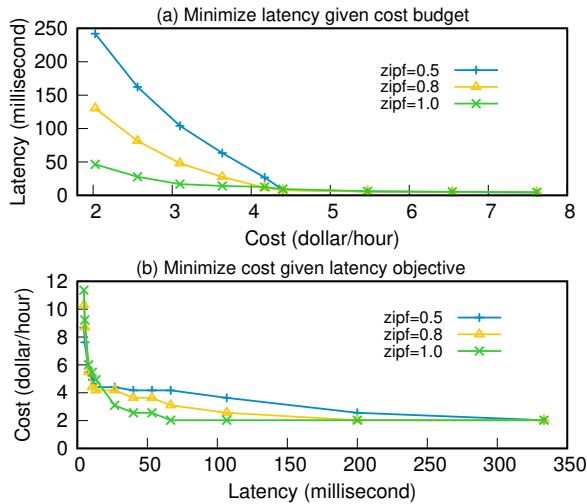 (a) Minimize latency given cost budget
250
200
150
100
50
0
Latency (millisecond)
zipf=0.5
zipf=0.8
zipf=1.0
2 3 4 5 6 7 8
Cost (dollar/hour)
(b) Minimize cost given latency objective
12
10
8
6
4
2
0
Cost (dollar/hour)
zipf=0.5
zipf=0.8
zipf=1.0
0 50 100 150 200 250 300 350
Latency (millisecond)